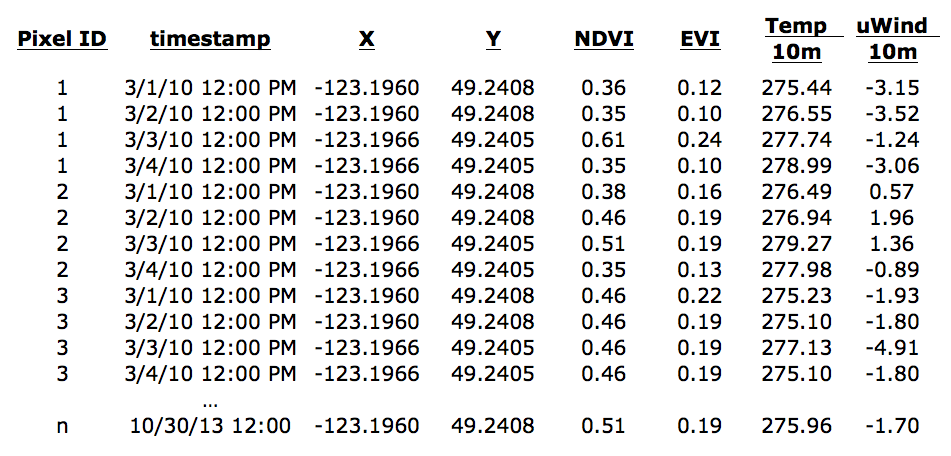 Pixel ID timestamp X Y NDVI EVI Temp 10m uWind 10m
1 3/1/10 12:00 PM -123.1960 49.2408 0.36 0.12 275.44 -3.15
1 3/2/10 12:00 PM -123.1960 49.2408 0.35 0.10 276.55 -3.52
1 3/3/10 12:00 PM -123.1966 49.2405 0.61 0.24 277.74 -1.24
1 3/4/10 12:00 PM -123.1966 49.2405 0.35 0.10 278.99 -3.06
2 3/1/10 12:00 PM -123.1960 49.2408 0.38 0.16 276.49 0.57
2 3/2/10 12:00 PM -123.1960 49.2408 0.46 0.19 276.94 1.96
2 3/3/10 12:00 PM -123.1966 49.2405 0.51 0.19 279.27 1.36
2 3/4/10 12:00 PM -123.1966 49.2405 0.35 0.13 277.98 -0.89
3 3/1/10 12:00 PM -123.1960 49.2408 0.46 0.22 275.23 -1.93
3 3/2/10 12:00 PM -123.1960 49.2408 0.46 0.19 275.10 -1.80
3 3/3/10 12:00 PM -123.1966 49.2405 0.46 0.19 277.13 -4.91
3 3/4/10 12:00 PM -123.1966 49.2405 0.46 0.19 275.10 -1.80
...
n 10/30/13 12:00 -123.1960 49.2408 0.51 0.19 275.96 -1.70